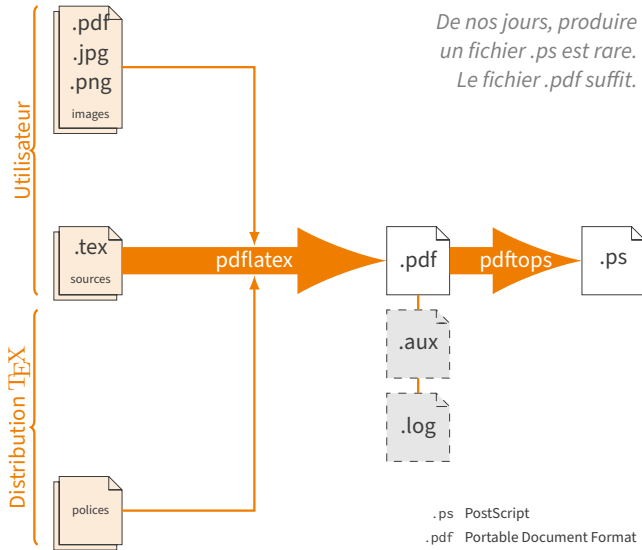 .pdf
.jpg
.png
images
De nos jours, produire
un fichier .ps est rare.
Le fichier .pdf suffit.
Utilisateur
.tex
sources
pdflatex
.pdf
pdftops
.ps
.aux
.log
Distribution TEX
polices
.ps PostScript
.pdf Portable Document Format